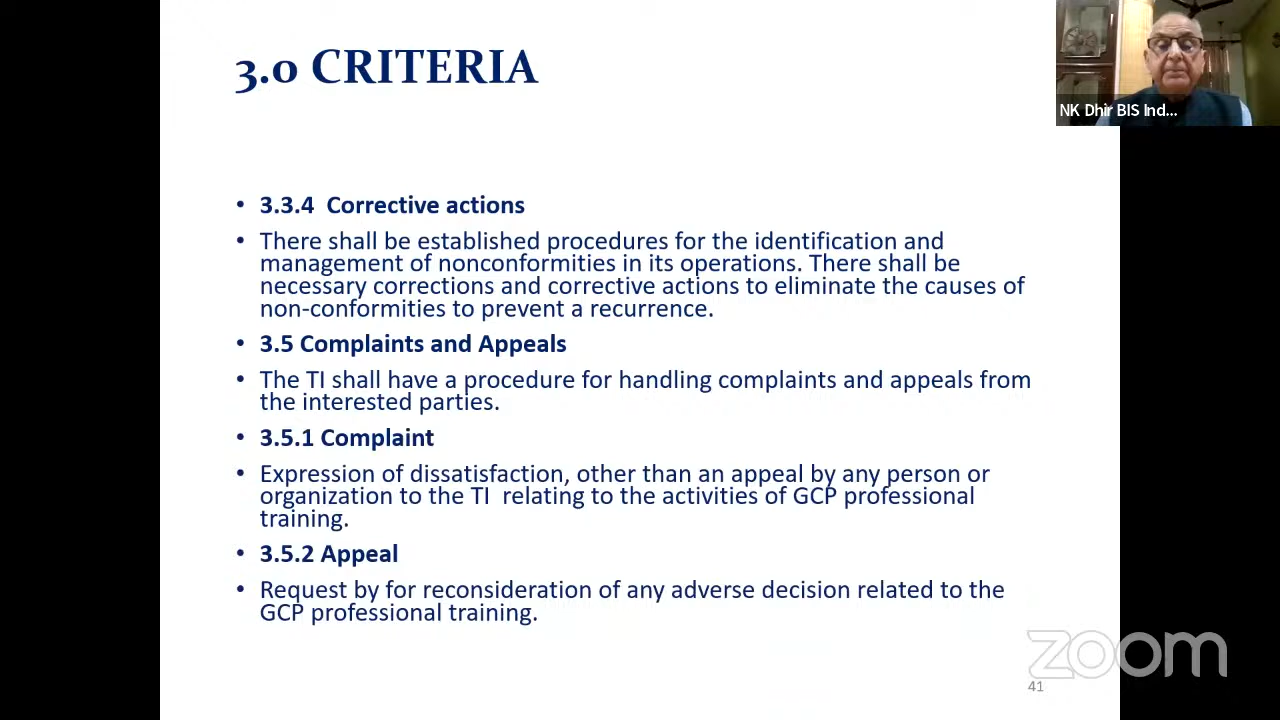 3.0 CRITERIA
NK Dhir BIS Ind...
• 3.3.4 Corrective actions
• There shall be established procedures for the identification and
management of nonconformities in its operations. There shall be
necessary corrections and corrective actions to eliminate the causes of
non-conformities to prevent a recurrence.
• 3.5 Complaints and Appeals
• The TI shall have a procedure for handling complaints and appeals from
the interested parties.
• 3.5.1 Complaint
• Expression of dissatisfaction, other than an appeal by any person or
organization to the TI relating to the activities of GCP professional
training.
• 3.5.2 Appeal
• Request by for reconsideration of any adverse decision related to the
GCP professional training.
zoom
41